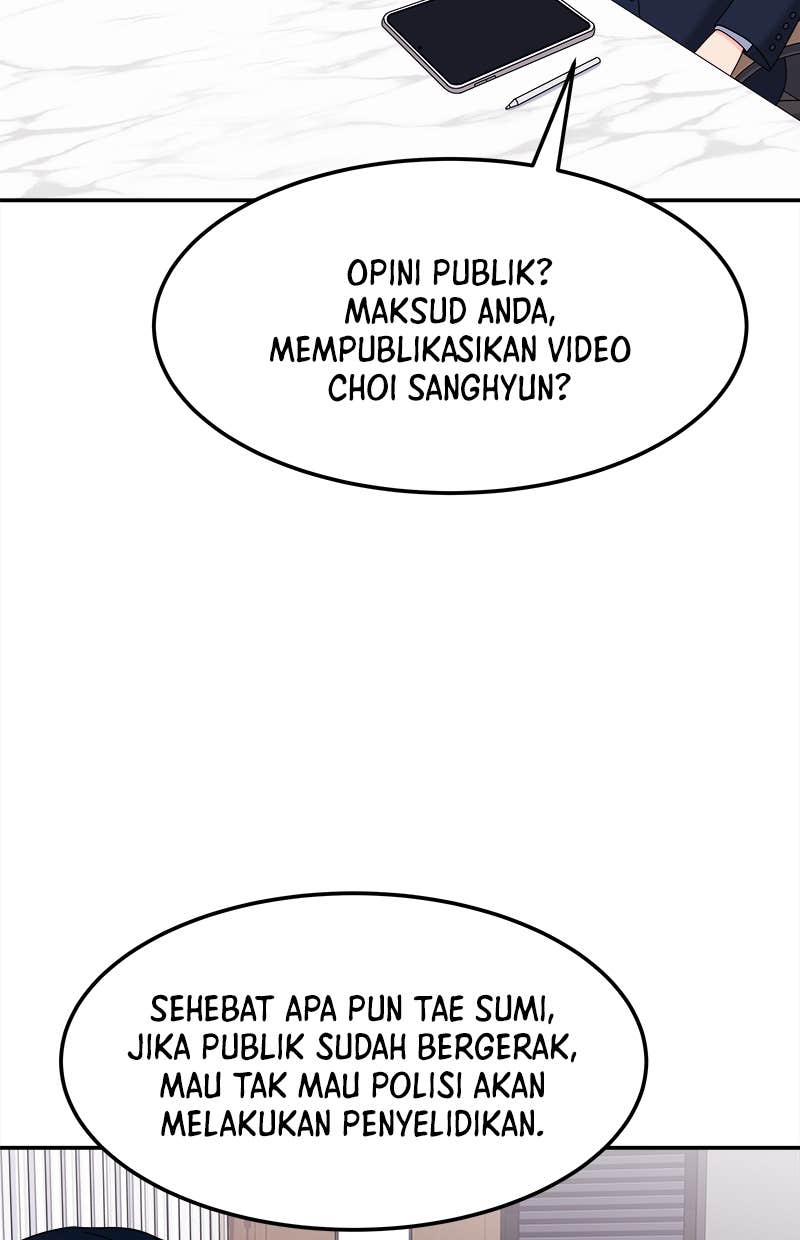 OPINI PUBLIK?
MAKSUD ANDA,
MEMPUBLIKASIKAN VIDEO
CHOI SANGHYUN?
SEHEBAT APA PUN TAE SUMI,
JIKA PUBLIK SUDAH BERGERAK,
MAU TAK MAU POLISI AKAN
MELAKUKAN PENYELIDIKAN.